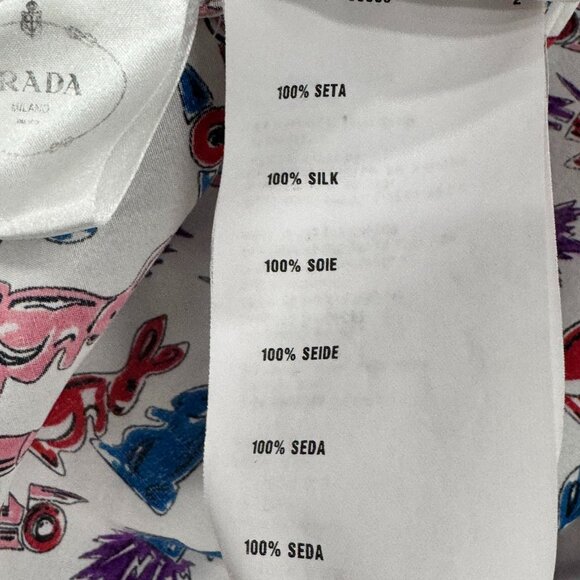 RADA
MILANO
100% SETA
100% SILK
100% SOIE
100% SEIDE
100% SEDA
100% SEDA